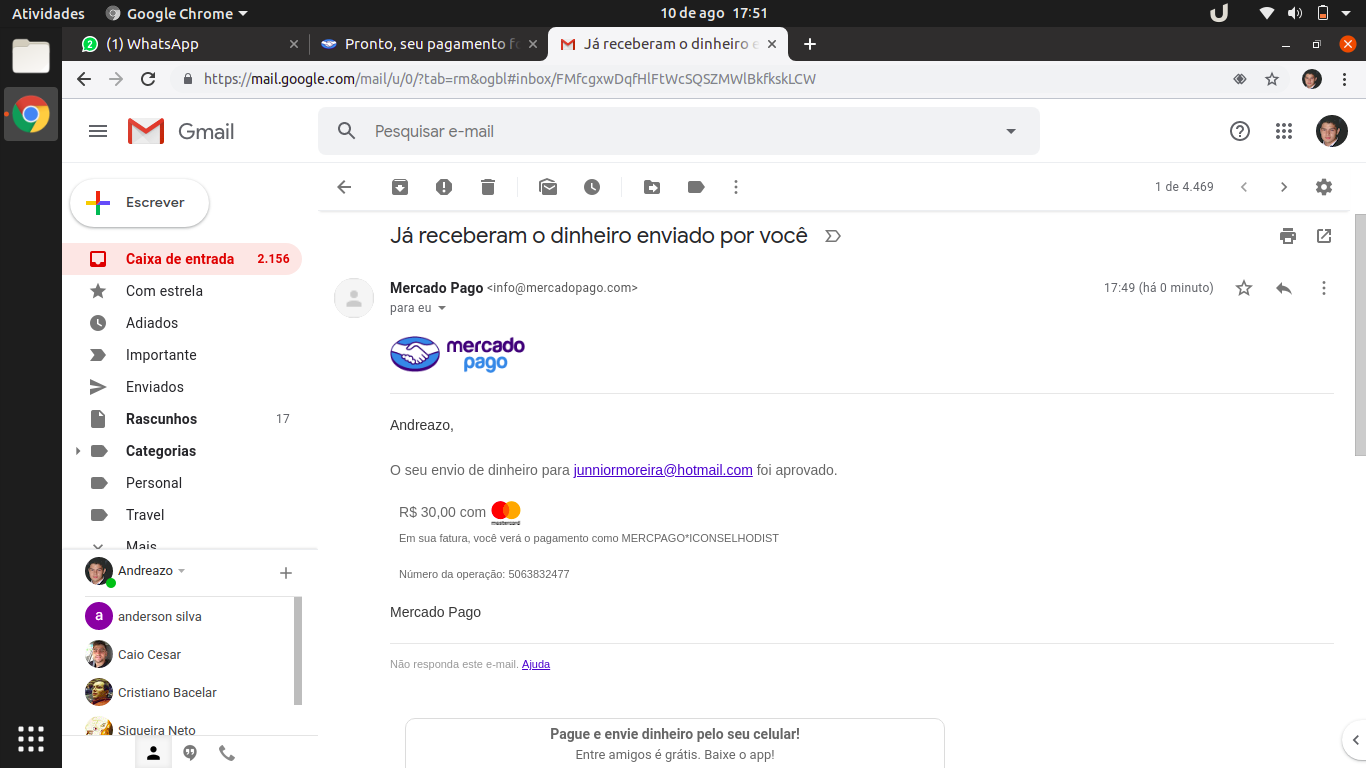 Atividades
Google Chrome
10 de ago 17:51
(1) WhatsApp
Pronto, seu pagamento fo
Já receberam o dinheiro e
https://mail.google.com/mail/u/0/?tab=rm&ogbl#inbox/FMfcgxwDqfHlFtWcSQSZMWlBkfkskLCW
Gmail
Pesquisar e-mail
Escrever
1 de 4.469
Caixa de entrada 2.156
Com estrela
Adiados
Importante
Enviados
Rascunhos 17
Categorias
Personal
Travel
Mais
Andreazo
a
anderson silva
Caio Cesar
Cristiano Bacelar
Siqueira Neto
Já receberam o dinheiro enviado por você
Mercado Pago <info@mercadopago.com>
17:49 (há 0 minuto)
para eu
mercado
pago
Andreazo,
O seu envio de dinheiro para junniormoreira@hotmail.com foi aprovado.
R$ 30,00 com
mastercard
Em sua fatura, você verá o pagamento como MERCPAGO*ICONSELHODIST
Número da operação: 5063832477
Mercado Pago
Não responda este e-mail. Ajuda
Pague e envie dinheiro pelo seu celular!
Entre amigos é grátis. Baixe o app!